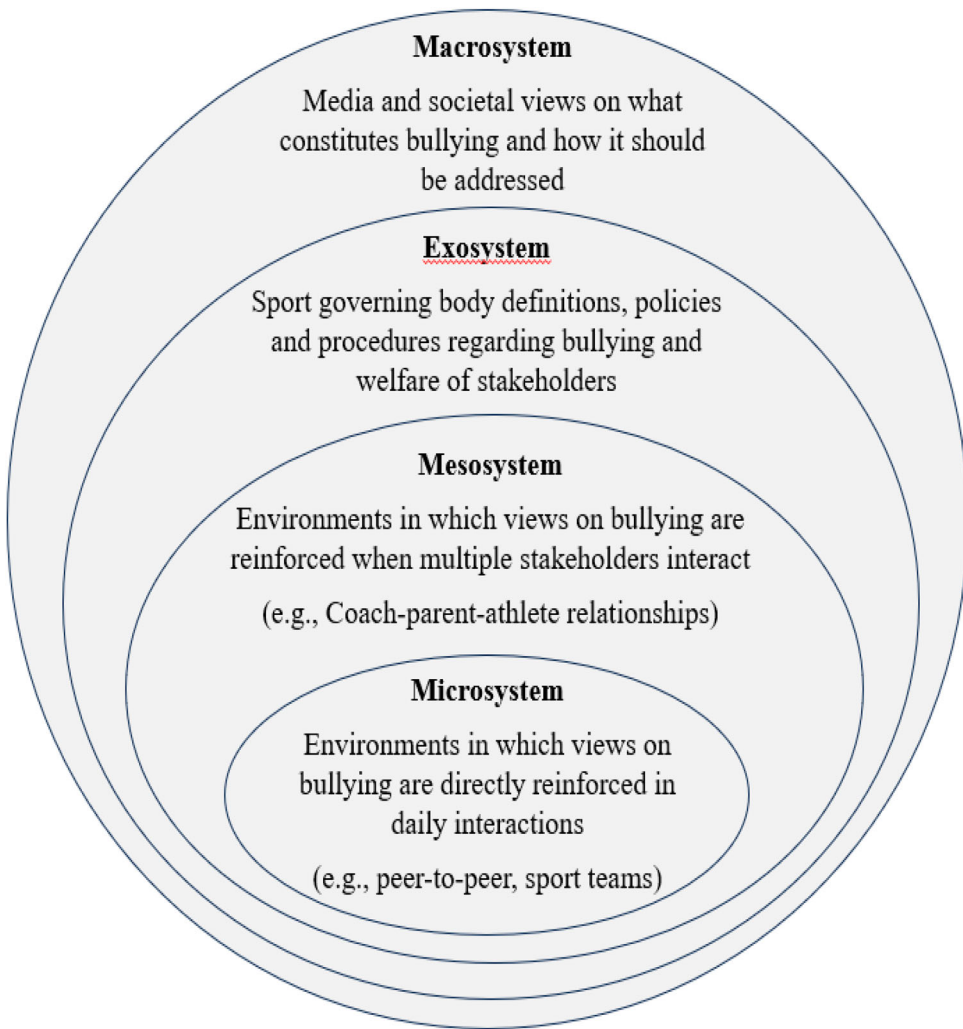 Macrosystem
Media and societal views on what
constitutes bullying and how it should
be addressed
Exosystem
Sport governing body definitions, policies
and procedures regarding bullying and
welfare of stakeholders
Mesosystem
Environments in which views on bullying are
reinforced when multiple stakeholders interact
(e.g., Coach-parent-athlete relationships)
Microsystem
Environments in which views on
bullying are directly reinforced in
daily interactions
(e.g., peer-to-peer, sport teams)